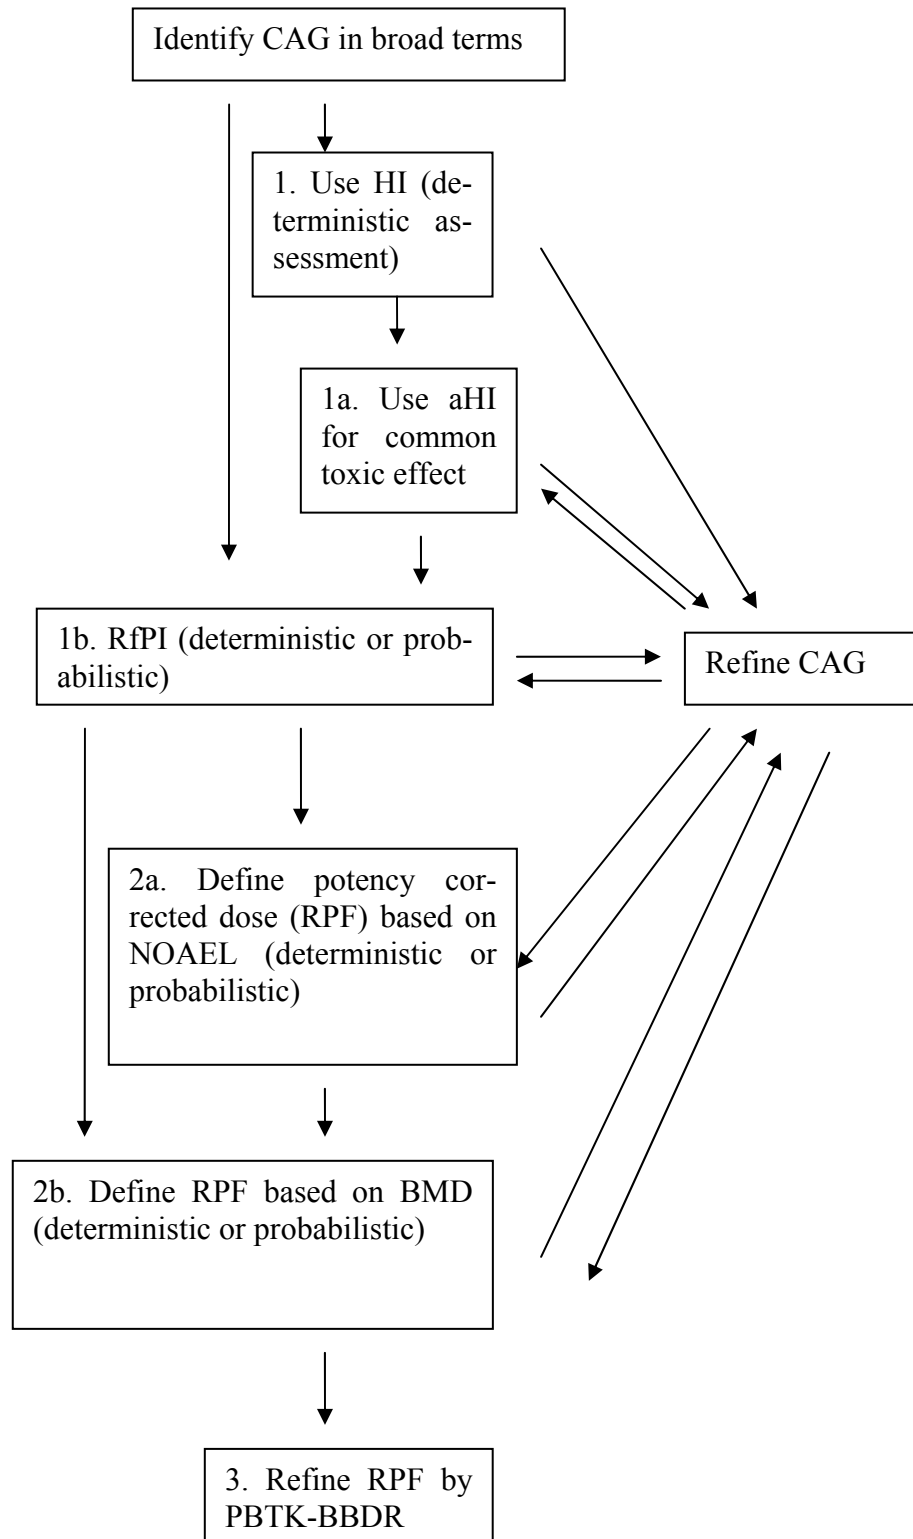 Identify CAG in broad terms
1. Use HI (de-
terministic as-
sessment)
1a. Use aHI
for common
toxic effect
1b. RfPI (deterministic or prob-
abilistic)
Refine CAG
2a. Define potency cor-
rected dose (RPF) based on
NOAEL (deterministic or
probabilistic)
2b. Define RPF based on BMD
(deterministic or probabilistic)
3. Refine RPF by
PBTK-BBDR